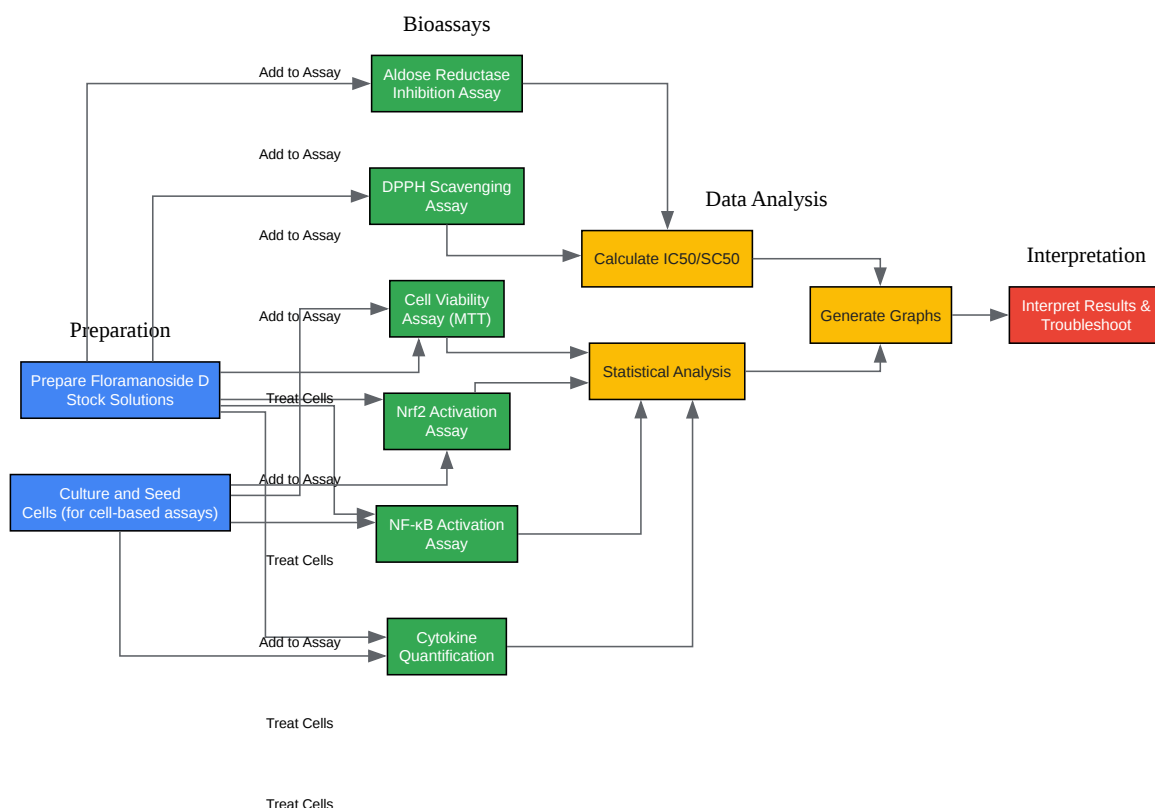 Bioassays
Add to Assay
Aldose Reductase
Inhibition Assay
Add to Assay
DPPH Scavenging
Assay
Data Analysis
Add to Assay
Calculate IC50/SC50
Interpretation
Cell Viability
Assay (MTT)
Add to Assay
Generate Graphs
Interpret Results &
Troubleshoot
Preparation
Prepare Floramanoside D
Stock Solutions
Statistical Analysis
Treat Cells
Nrf2 Activation
Assay
Add to Assay
Culture and Seed
Cells (for cell-based assays)
NF-κB Activation
Assay
Treat Cells
Cytokine
Quantification
Add to Assay
Treat Cells
Treat Cells